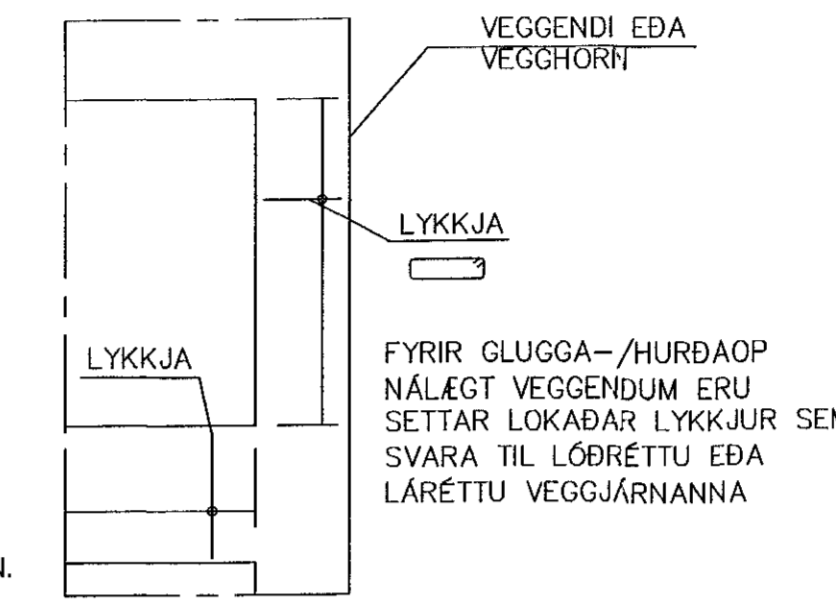 VEGGENDI EÐA
VEGGHORN
LYKKJA
LYKKJA
FYRIR GLUGGA-/HURÐAOP
NÁLÆGT VEGGENDUM ERU
SETTAR LOKAÐAR LYKKJUR
SVARA TIL LÓÐRÉTTU EÐA
LÁRÉTTU VEGGJÁRNANNA